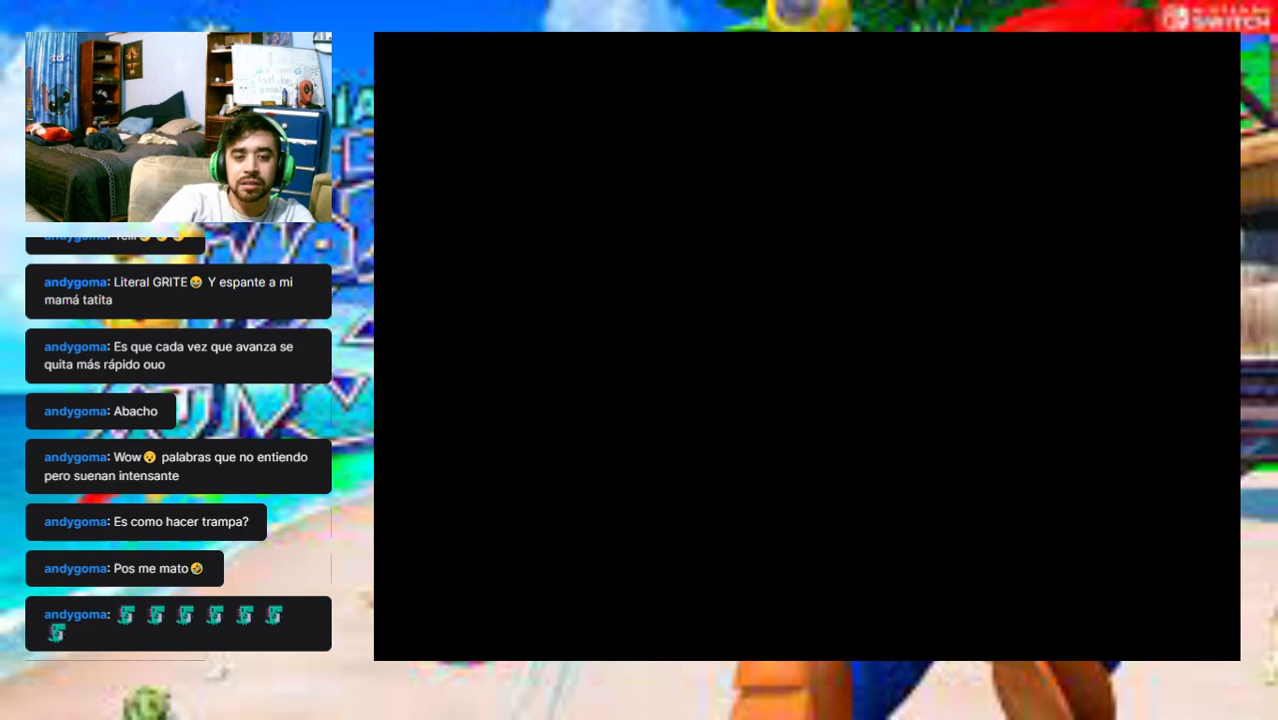 SWITCH
andygoma: Literal GRITE😂 Y espante a mi
mamá tatita
andygoma: Es que cada vez que avanza se
quita más rápido ouo
andygoma: Abacho
andygoma: Wow😯 palabras que no entiendo
pero suenan intensante
andygoma: Es como hacer trampa?
andygoma: Pos me mato🤣
andygoma: